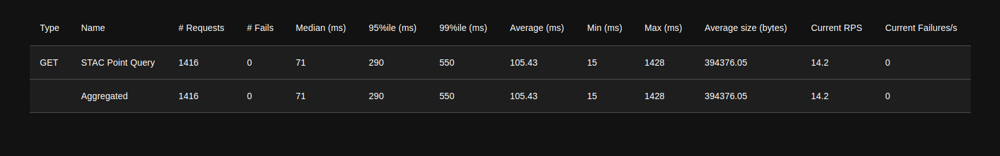 Type Name # Requests # Fails Median (ms) 95%ile (ms) 99%ile (ms) Average (ms) Min (ms) Max (ms) Average size (bytes) Current RPS Current Failures/s
GET STAC Point Query 1416 0 71 290 550 105.43 15 1428 394376.05 14.2 0
Aggregated 1416 0 71 290 550 105.43 15 1428 394376.05 14.2 0